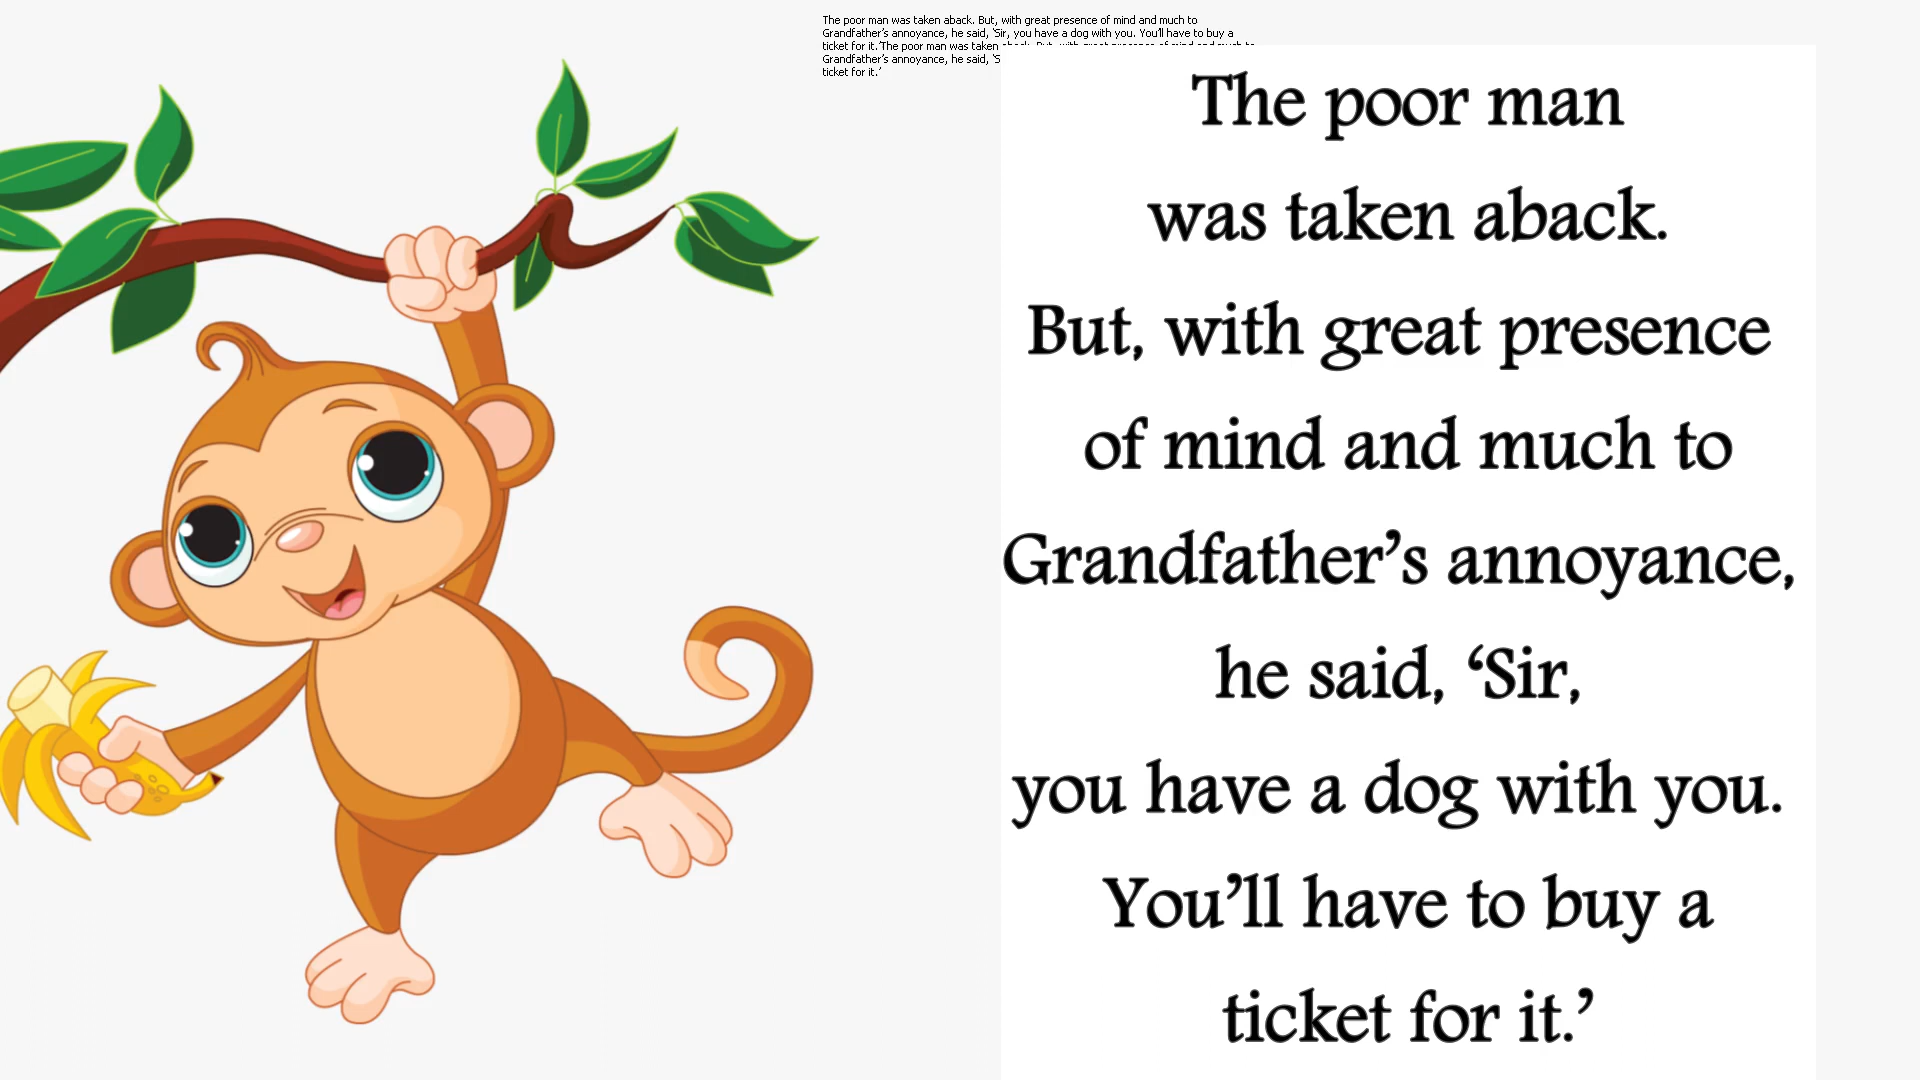 The poor man was taken aback. But, with great presence of mind and much to
Grandfather’s annoyance, he said, ‘Sir, you have a dog with you. You’ll have to buy a
ticket for it.’The poor man was taken
Grandfather’s annoyance, he said, ‘S
ticket for it.’
The poor man
was taken aback.
But, with great presence
of mind and much to
Grandfather’s annoyance,
he said, ‘Sir,
you have a dog with you.
You’ll have to buy a
ticket for it.’